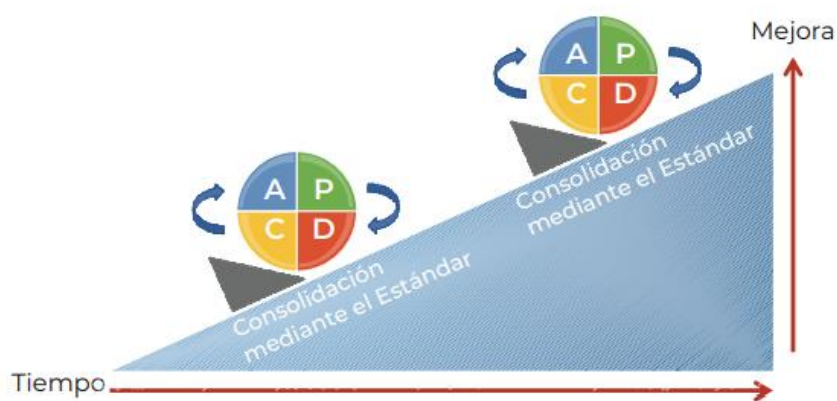 Mejora
A P
C D
Consolidación
mediante el Estándar
A P
C D
Consolidación
mediante el Estándar
Tiempo